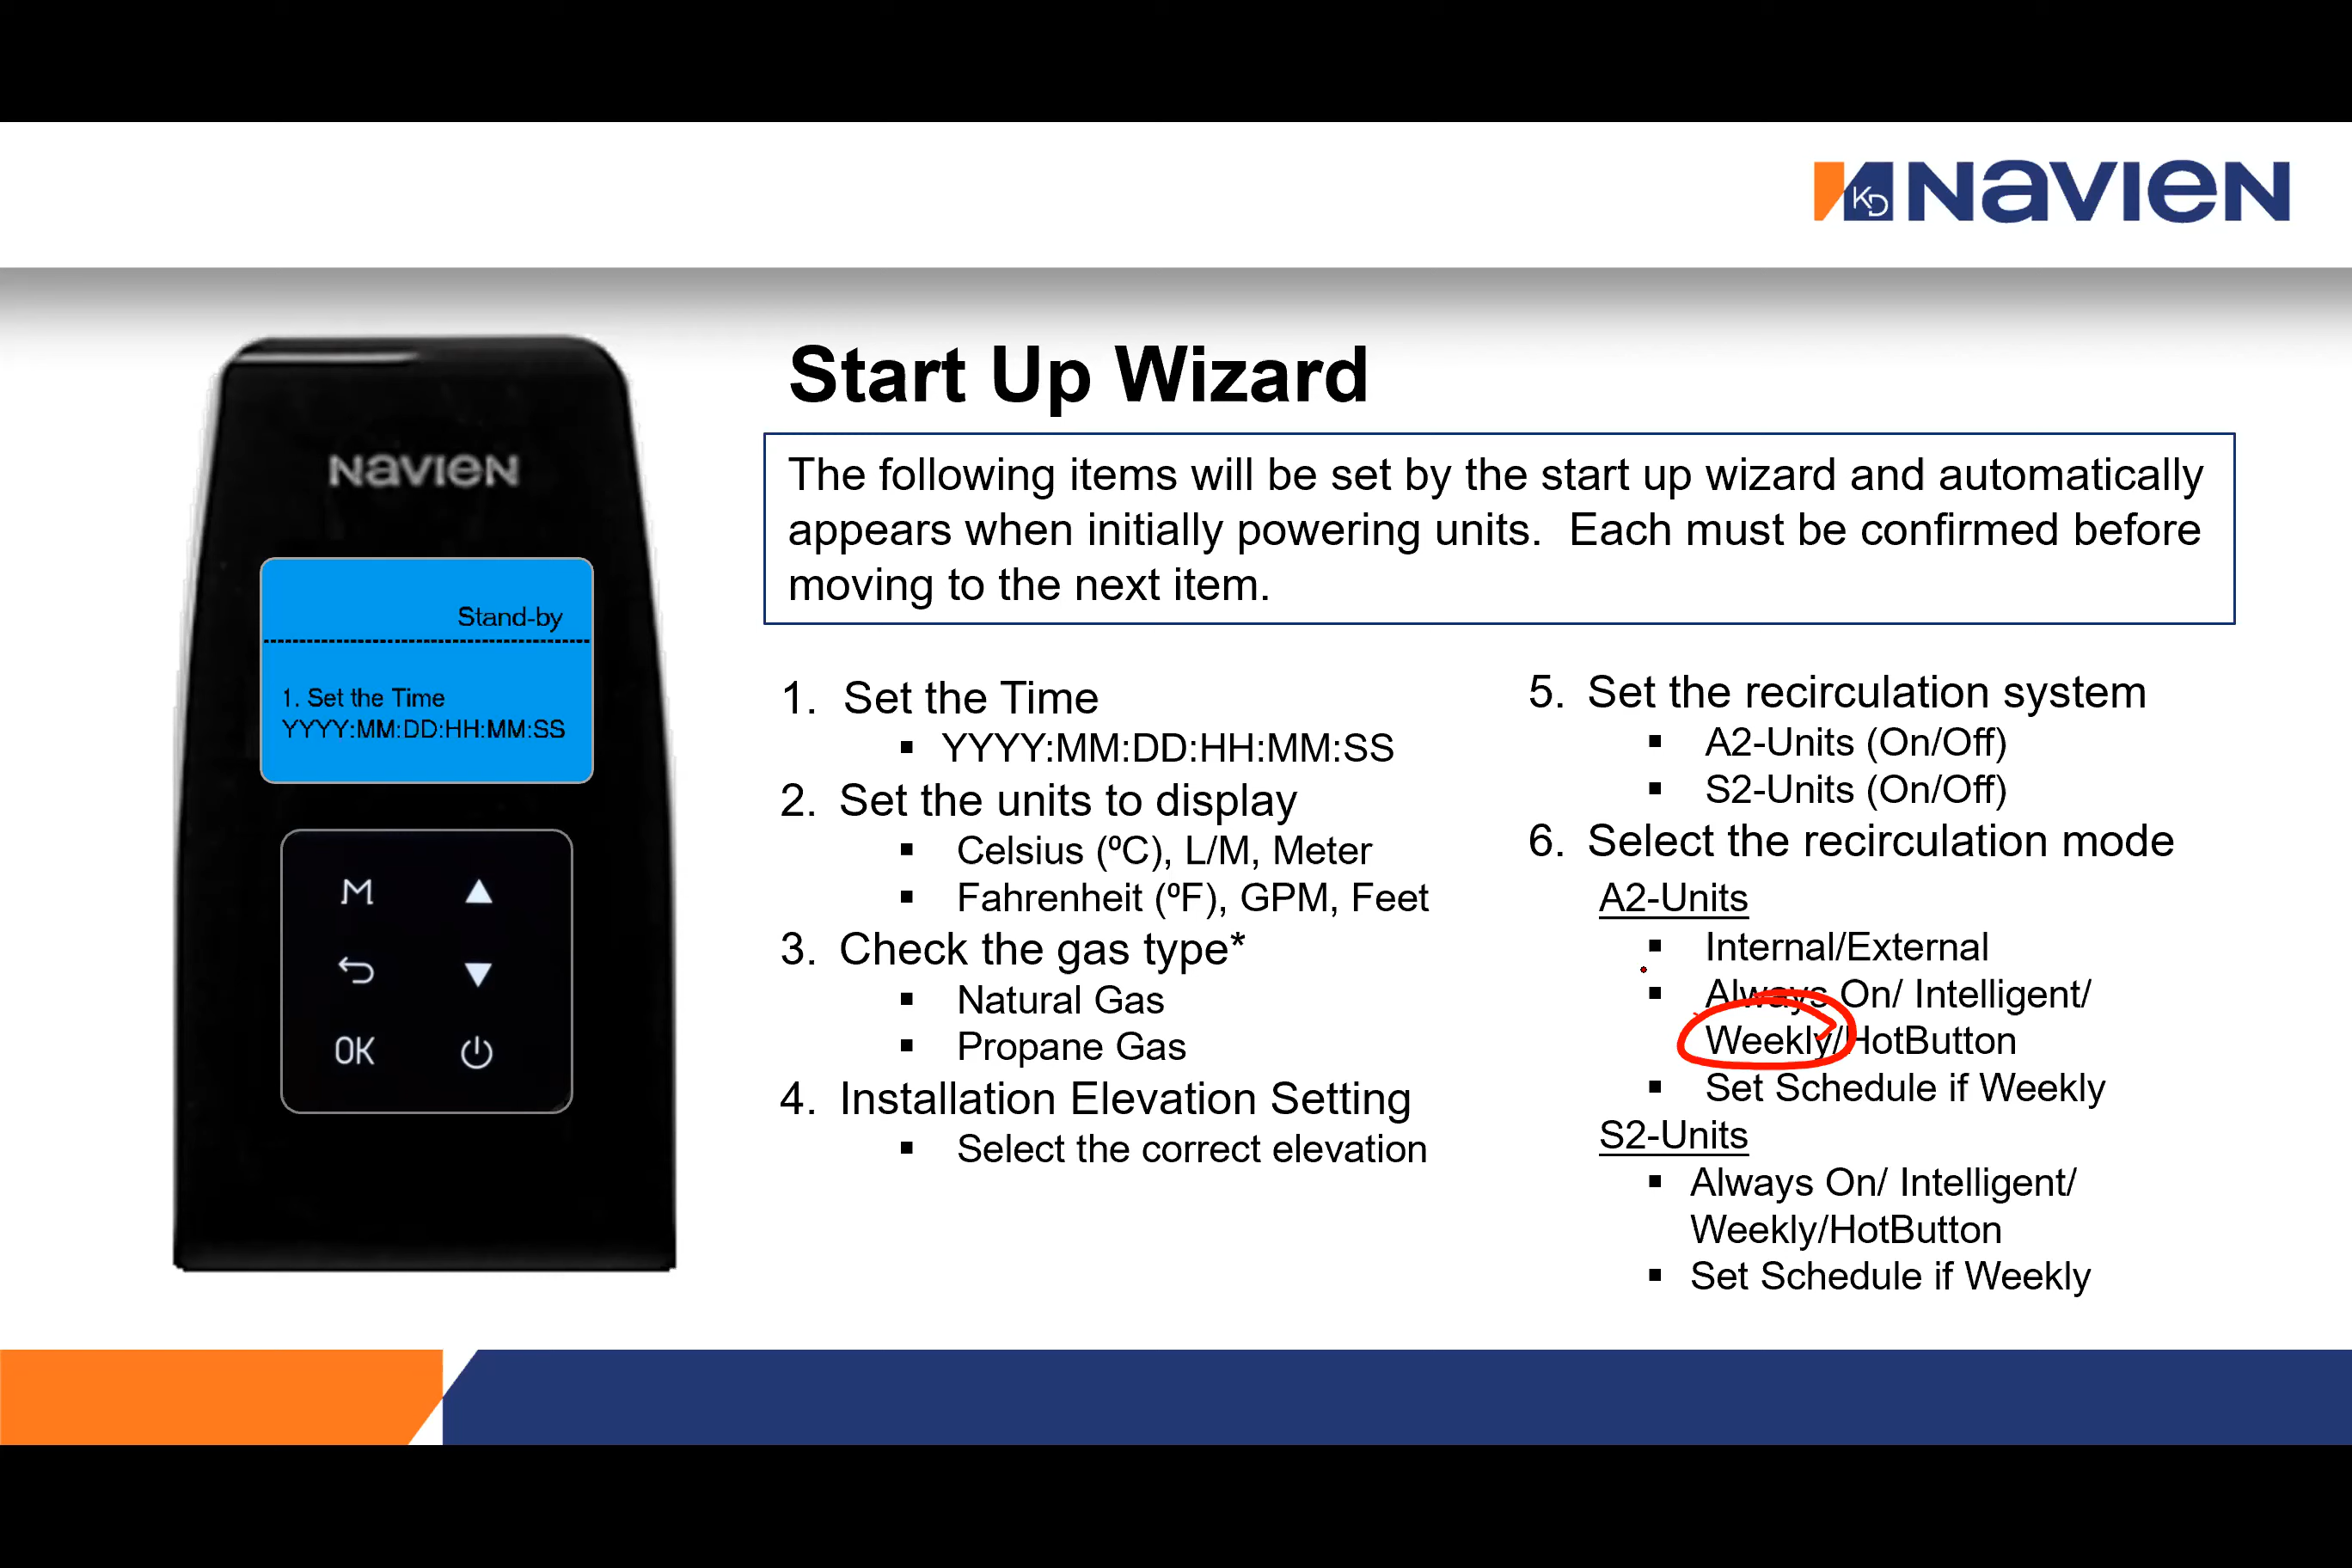 KD NAVIEN
NAVIEN
Stand-by
1. Set the Time
YYYY:MM:DD:HH:MM:SS
M
OK
Start Up Wizard
The following items will be set by the start up wizard and automatically
appears when initially powering units. Each must be confirmed before
moving to the next item.
1. Set the Time
▪ YYYY:MM:DD:HH:MM:SS
2. Set the units to display
▪ Celsius (ºC), L/M, Meter
▪ Fahrenheit (ºF), GPM, Feet
3. Check the gas type*
▪ Natural Gas
▪ Propane Gas
4. Installation Elevation Setting
▪ Select the correct elevation
5. Set the recirculation system
▪ A2-Units (On/Off)
▪ S2-Units (On/Off)
6. Select the recirculation mode
A2-Units
▪ Internal/External
▪ Always On/ Intelligent/
Weekly/HotButton
▪ Set Schedule if Weekly
S2-Units
▪ Always On/ Intelligent/
Weekly/HotButton
▪ Set Schedule if Weekly